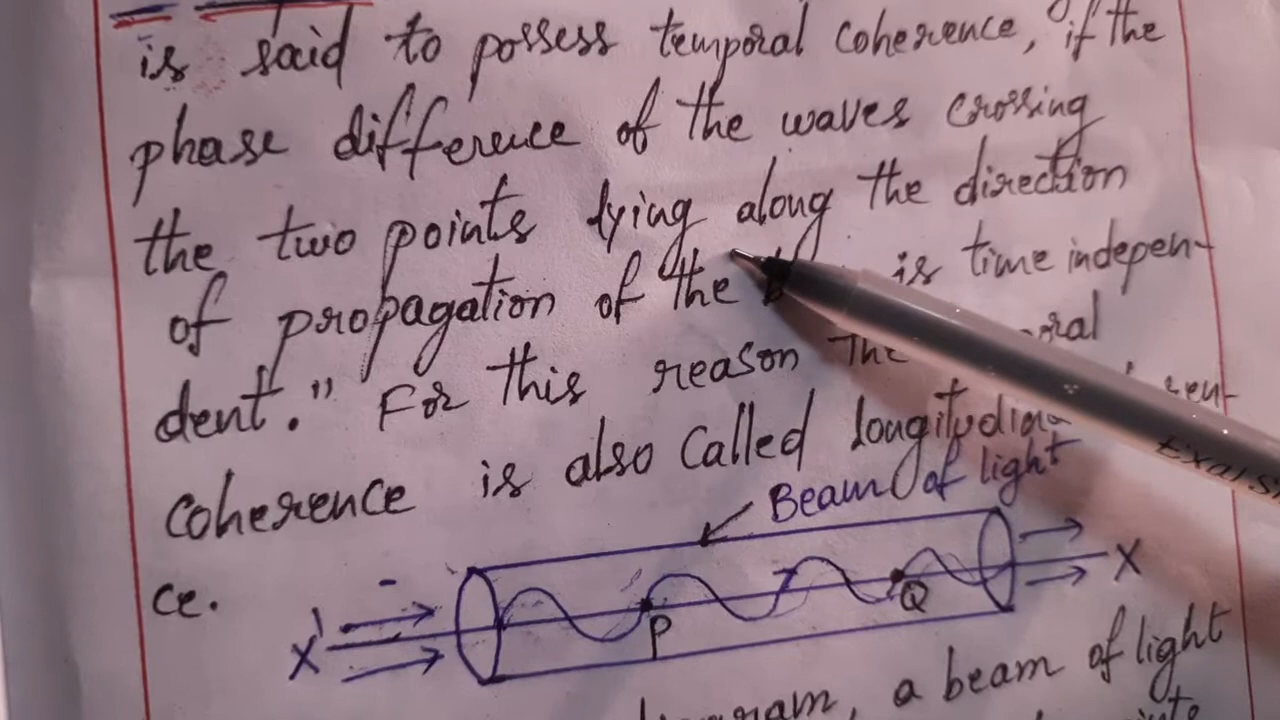 is said to possess temporal coherence, if the
phase difference of the waves crossing
the two points lying along the direction
of propagation of the is time indepen-
dent." For this reason the
coherence is also called longitudina
ce.
Beam of light
X'
P
Q
X
, a beam of light